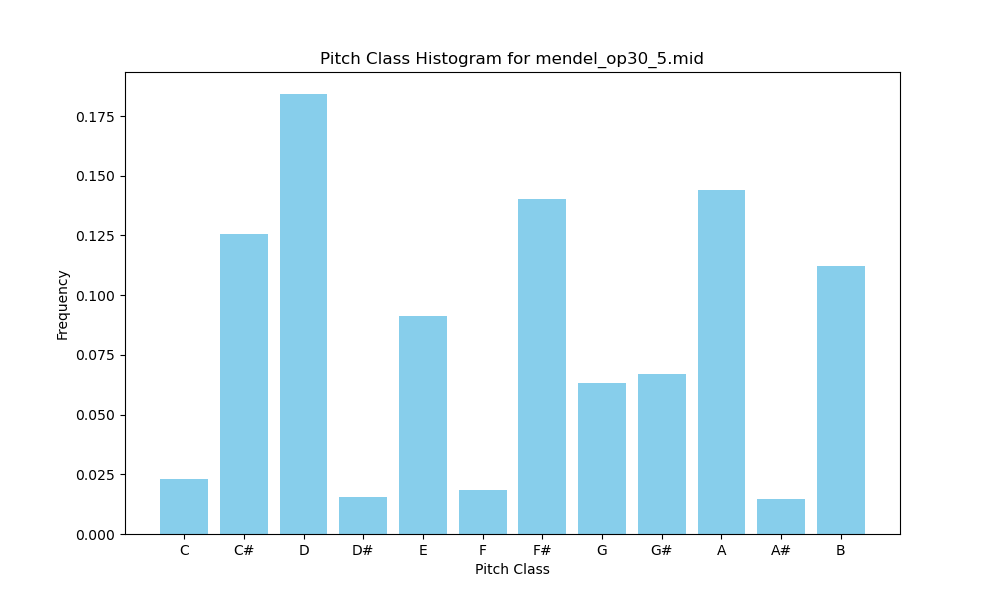 Pitch Class Histogram for mendel_op30_5.mid
Frequency
0.175
0.150
0.125
0.100
0.075
0.050
0.025
0.000
C C# D D# E F F# G G# A A# B
Pitch Class